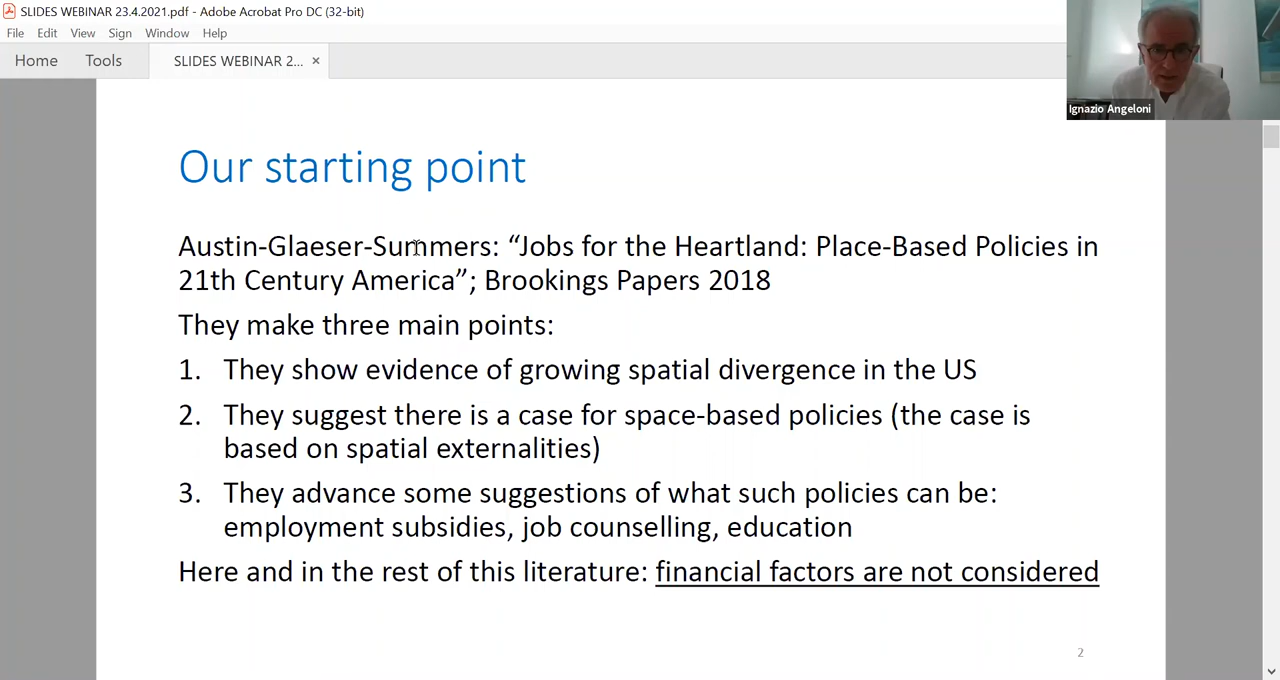 SLIDES WEBINAR 23.4.2021.pdf - Adobe Acrobat Pro DC (32-bit)
File Edit View Sign Window Help
Home Tools SLIDES WEBINAR 2... ×
Ignazio Angeloni
Our starting point
Austin-Glaeser-Summers: “Jobs for the Heartland: Place-Based Policies in
21th Century America”; Brookings Papers 2018
They make three main points:
1. They show evidence of growing spatial divergence in the US
2. They suggest there is a case for space-based policies (the case is
based on spatial externalities)
3. They advance some suggestions of what such policies can be:
employment subsidies, job counselling, education
Here and in the rest of this literature: financial factors are not considered
2